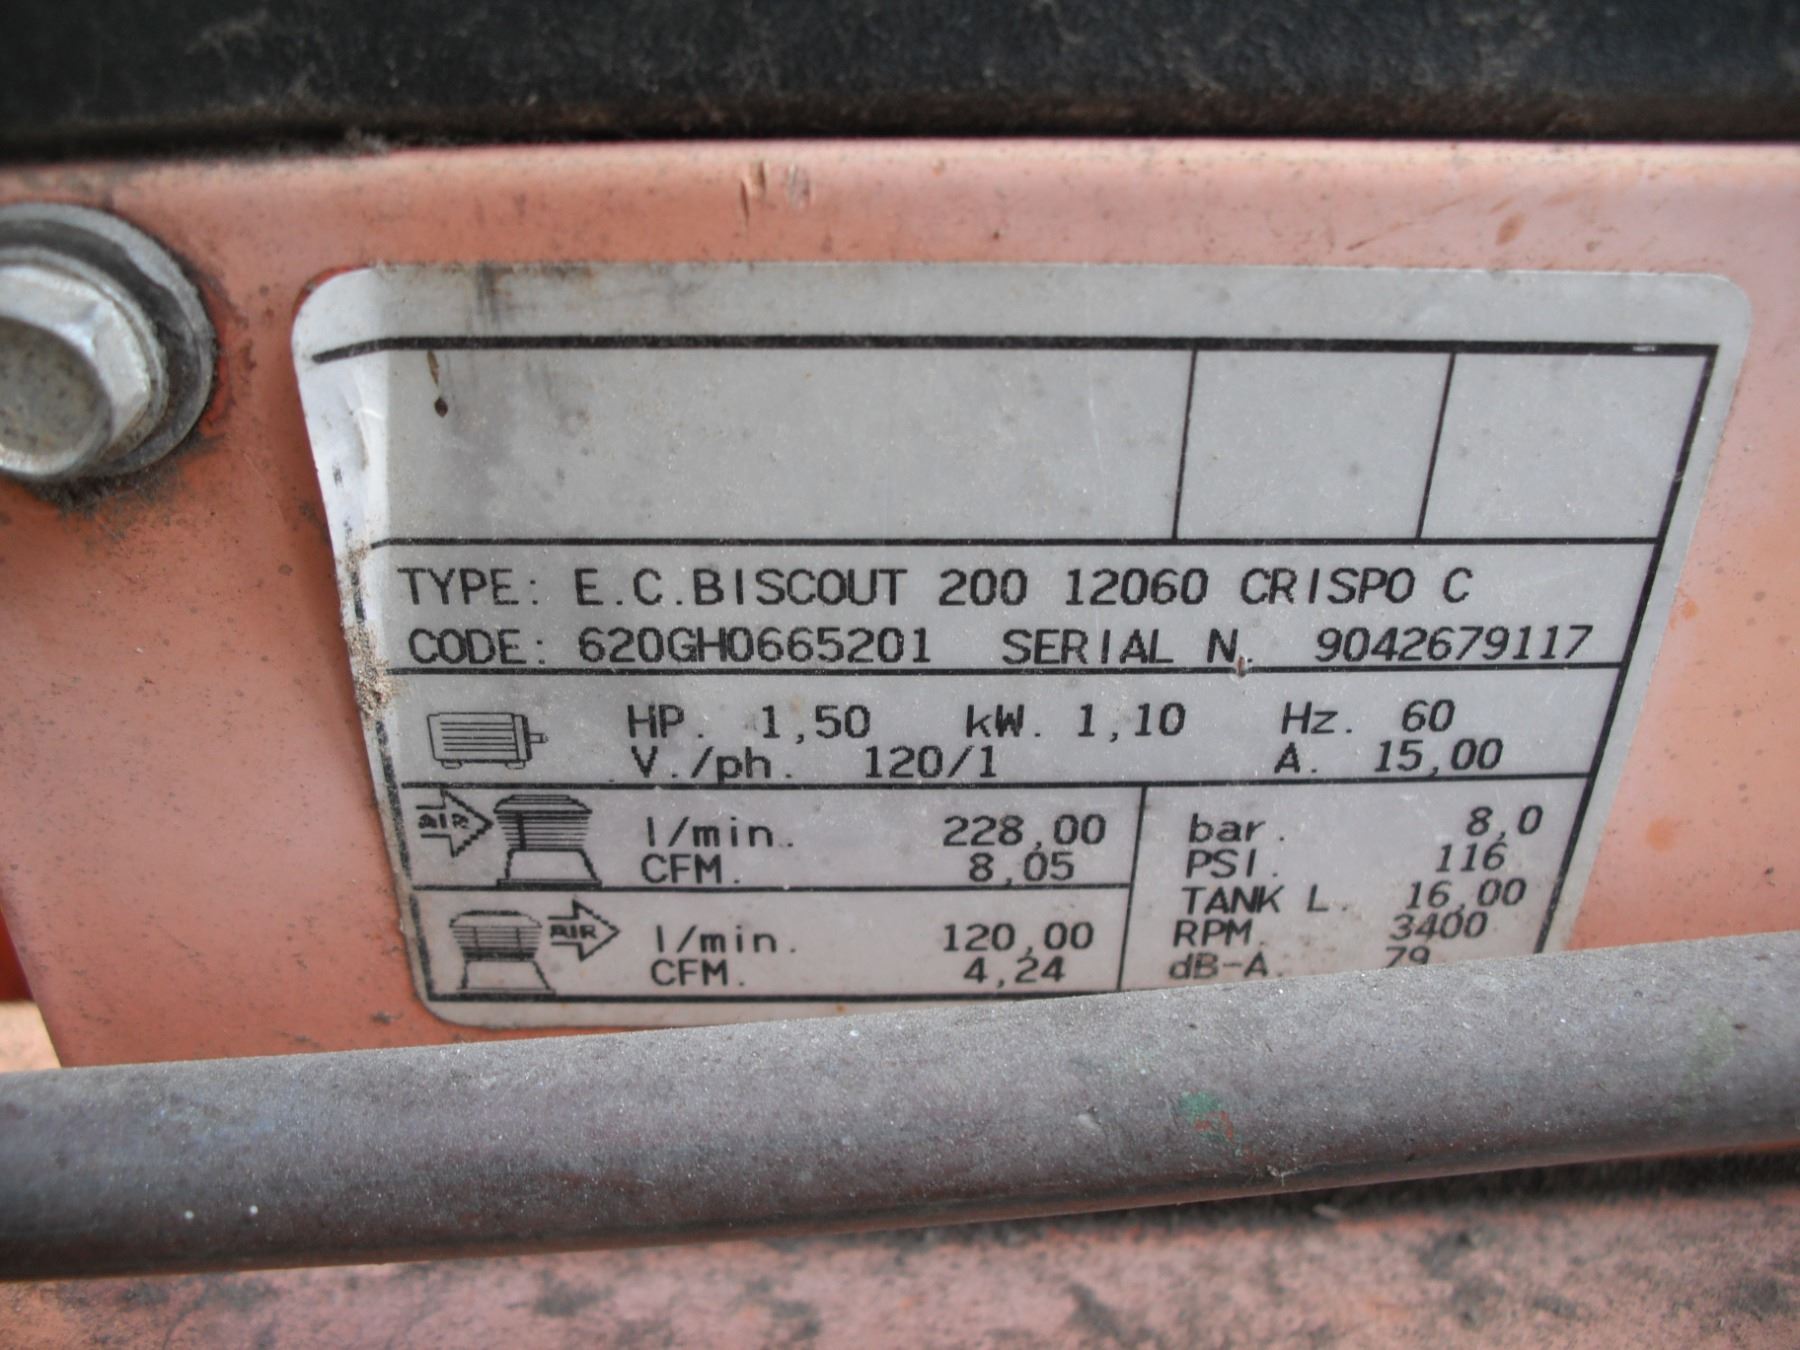 TYPE: E.C.BISCOUT 200 12060 CRISPO C
CODE: 620GH0665201 SERIAL N. 9042679117
HP. 1,50 kW. 1,10 Hz. 60
V./ph. 120/1 A. 15,00
AIR l/min. 228,00
CFM. 8,05
AIR l/min. 120,00
CFM. 4,24
bar. 8,0
PSI. 116
TANK L. 16,00
RPM. 3400
dB-A. 79